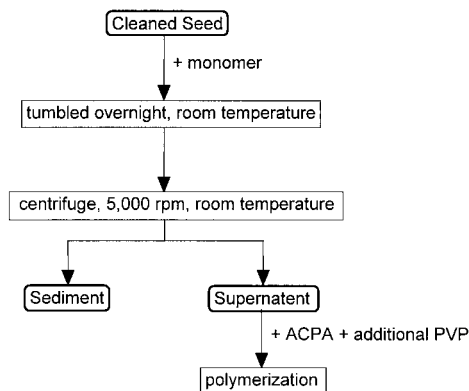 Cleaned Seed
+ monomer
tumbled overnight, room temperature
centrifuge, 5,000 rpm, room temperature
Sediment
Supernatent
+ ACPA + additional PVP
polymerization